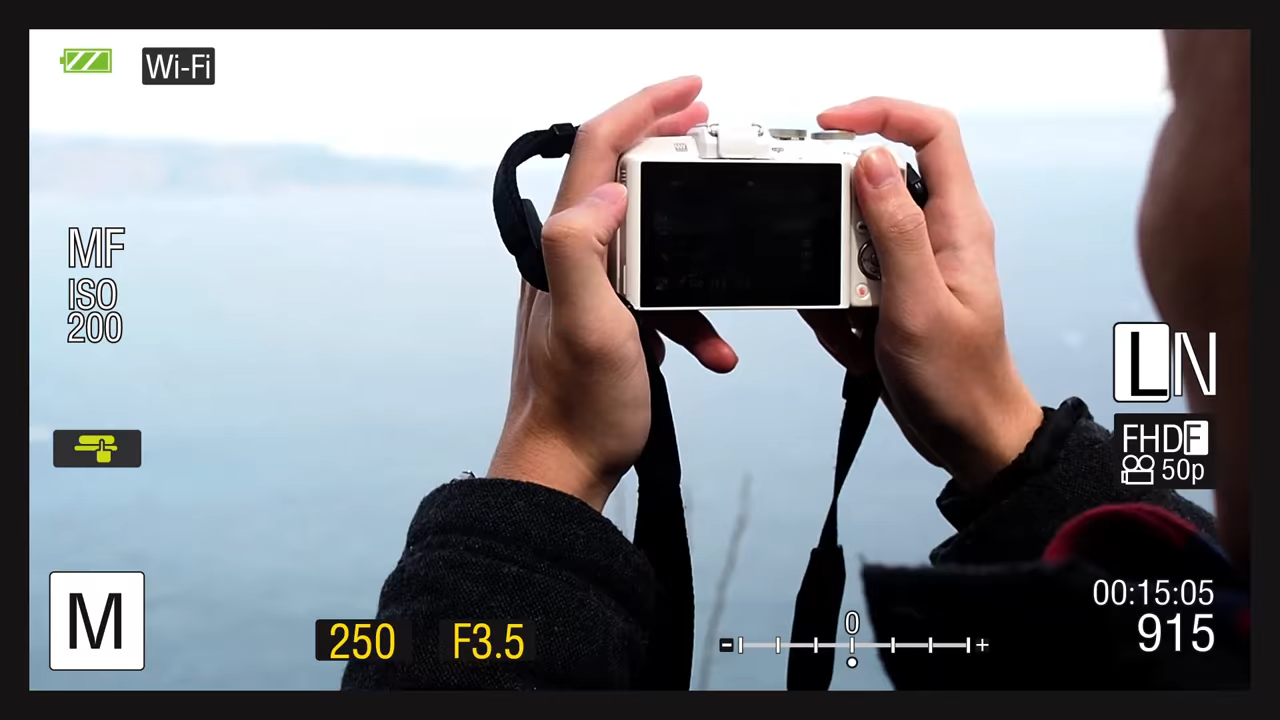 Wi-Fi
MF
ISO
200
LN
FHDF
50p
M
250 F3.5
- 0 +
00:15:05
915